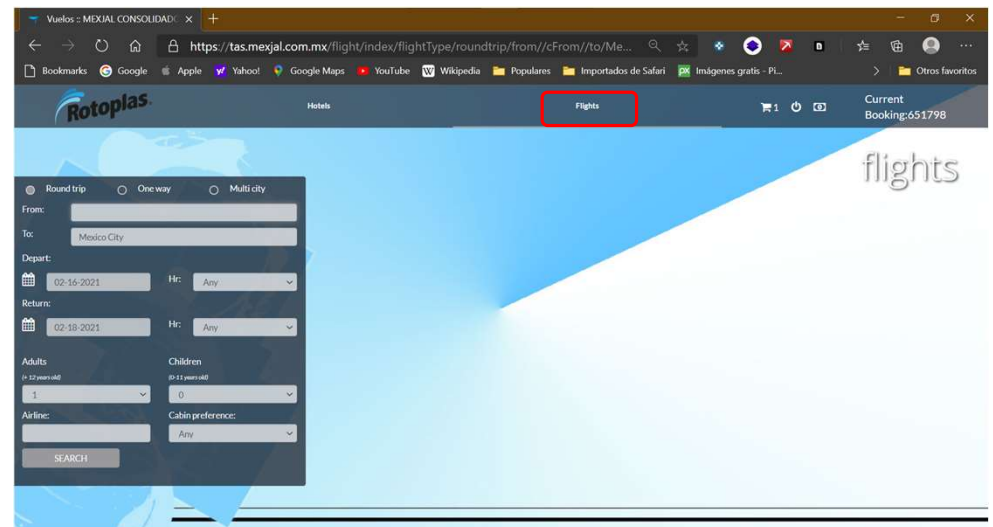 Vuelos :: MEXJAL CONSOLIDADO
https://tas.mexjal.com.mx/flight/index/flightType/roundtrip/from//cFrom//to/Me...
Bookmarks Google Apple Yahoo! Google Maps YouTube Wikipedia Populares Importados de Safari Imágenes gratis - Pi... Otros favoritos
Rotoplas. Hotels Flights 1 Current
Booking:651798
flights
Round trip One way Multi city
From:
To: Mexico City
Depart:
02-16-2021 Hr: Any
Return:
02-18-2021 Hr: Any
Adults Children
(+ 12 years old) (0-11 years old)
1 0
Airline: Cabin preference:
Any
SEARCH